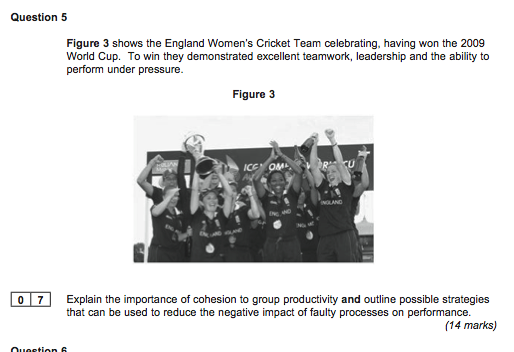 Question 5
Figure 3 shows the England Women's Cricket Team celebrating, having won the 2009
World Cup. To win they demonstrated excellent teamwork, leadership and the ability to
perform under pressure.
Figure 3
ICC
ENGLAND
0 7 Explain the importance of cohesion to group productivity and outline possible strategies
that can be used to reduce the negative impact of faulty processes on performance.
(14 marks)
Question 6